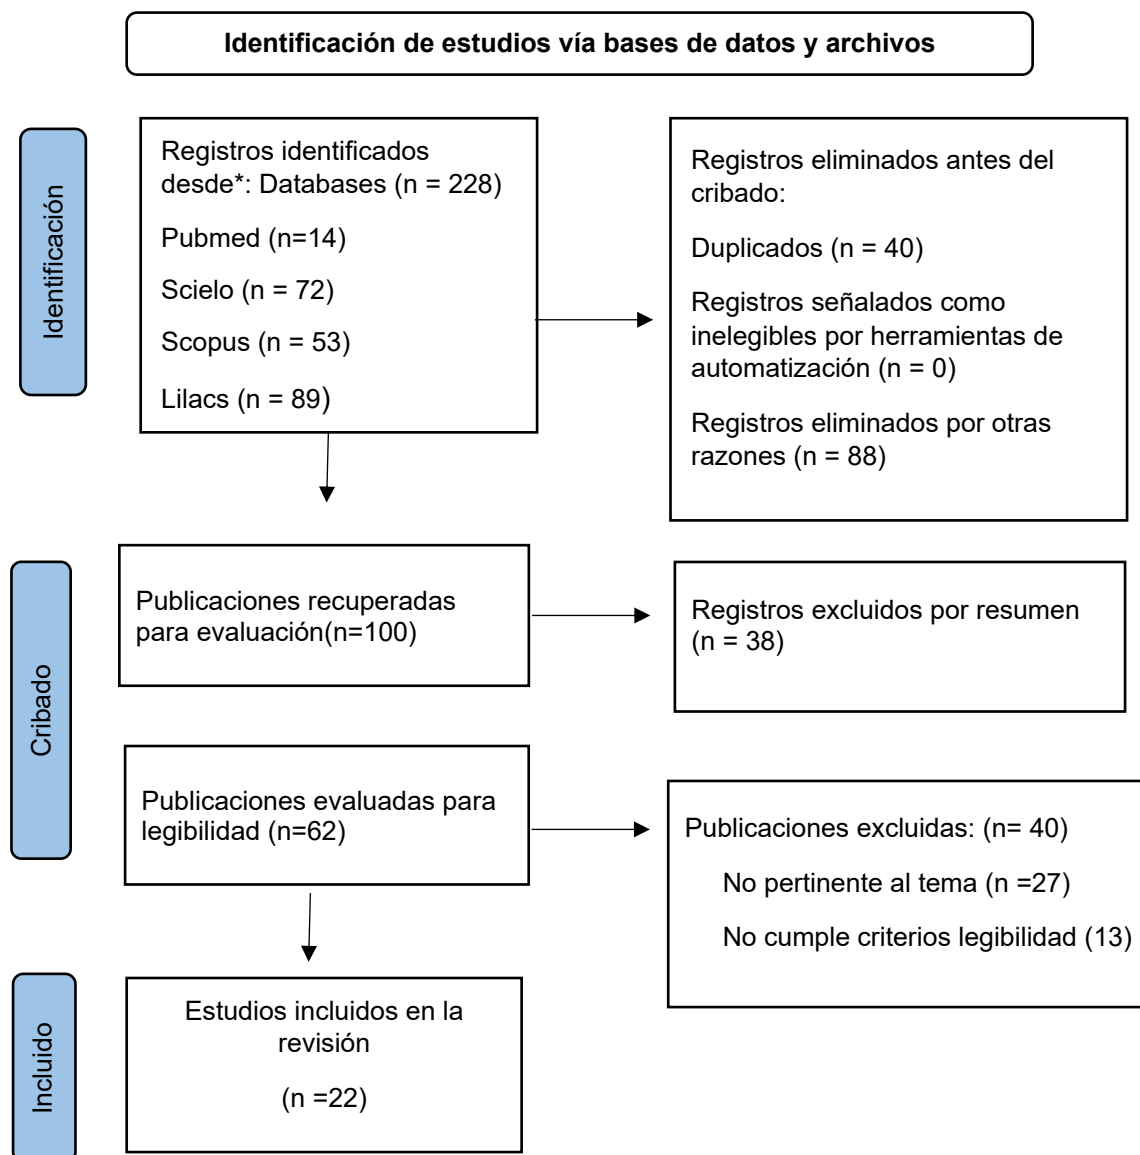 Identificación de estudios vía bases de datos y archivos
Identificación
Registros identificados
desde*: Databases (n = 228)
Pubmed (n=14)
Scielo (n = 72)
Scopus (n = 53)
Lilacs (n = 89)
Registros eliminados antes del
cribado:
Duplicados (n = 40)
Registros señalados como
inelegibles por herramientas de
automatización (n = 0)
Registros eliminados por otras
razones (n = 88)
Cribado
Publicaciones recuperadas
para evaluación(n=100)
Registros excluidos por resumen
(n = 38)
Publicaciones evaluadas para
legibilidad (n=62)
Publicaciones excluidas: (n= 40)
No pertinente al tema (n =27)
No cumple criterios legibilidad (13)
Incluido
Estudios incluidos en la
revisión
(n =22)